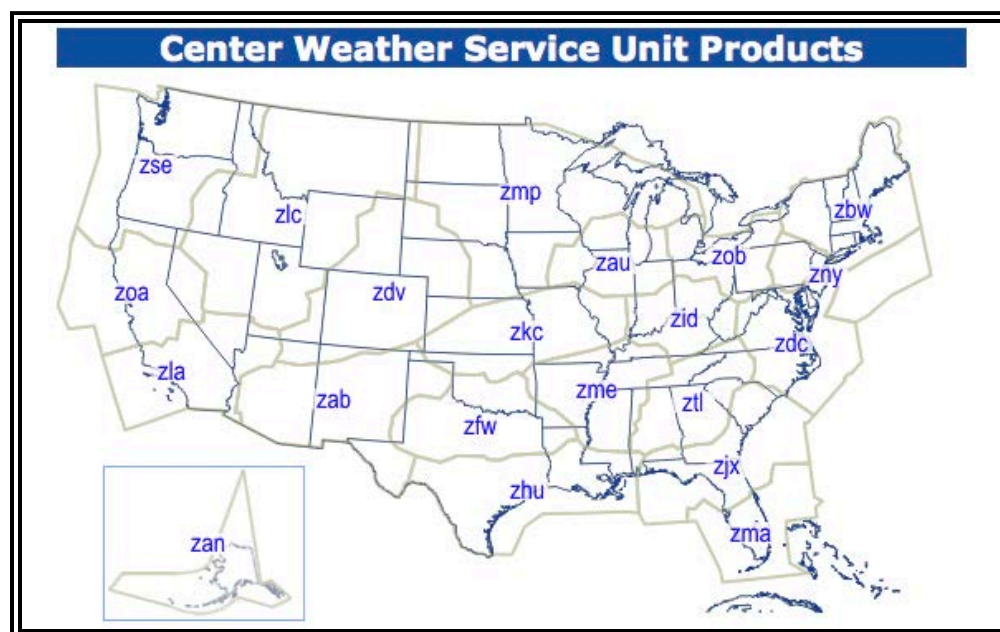 Center Weather Service Unit Products
zse
zmp
zlc
zbw
zob
zau
zny
zoa
zdv
zid
zkc
zdc
zla
zme
zab
ztl
zfw
zjx
zhu
zma
zan